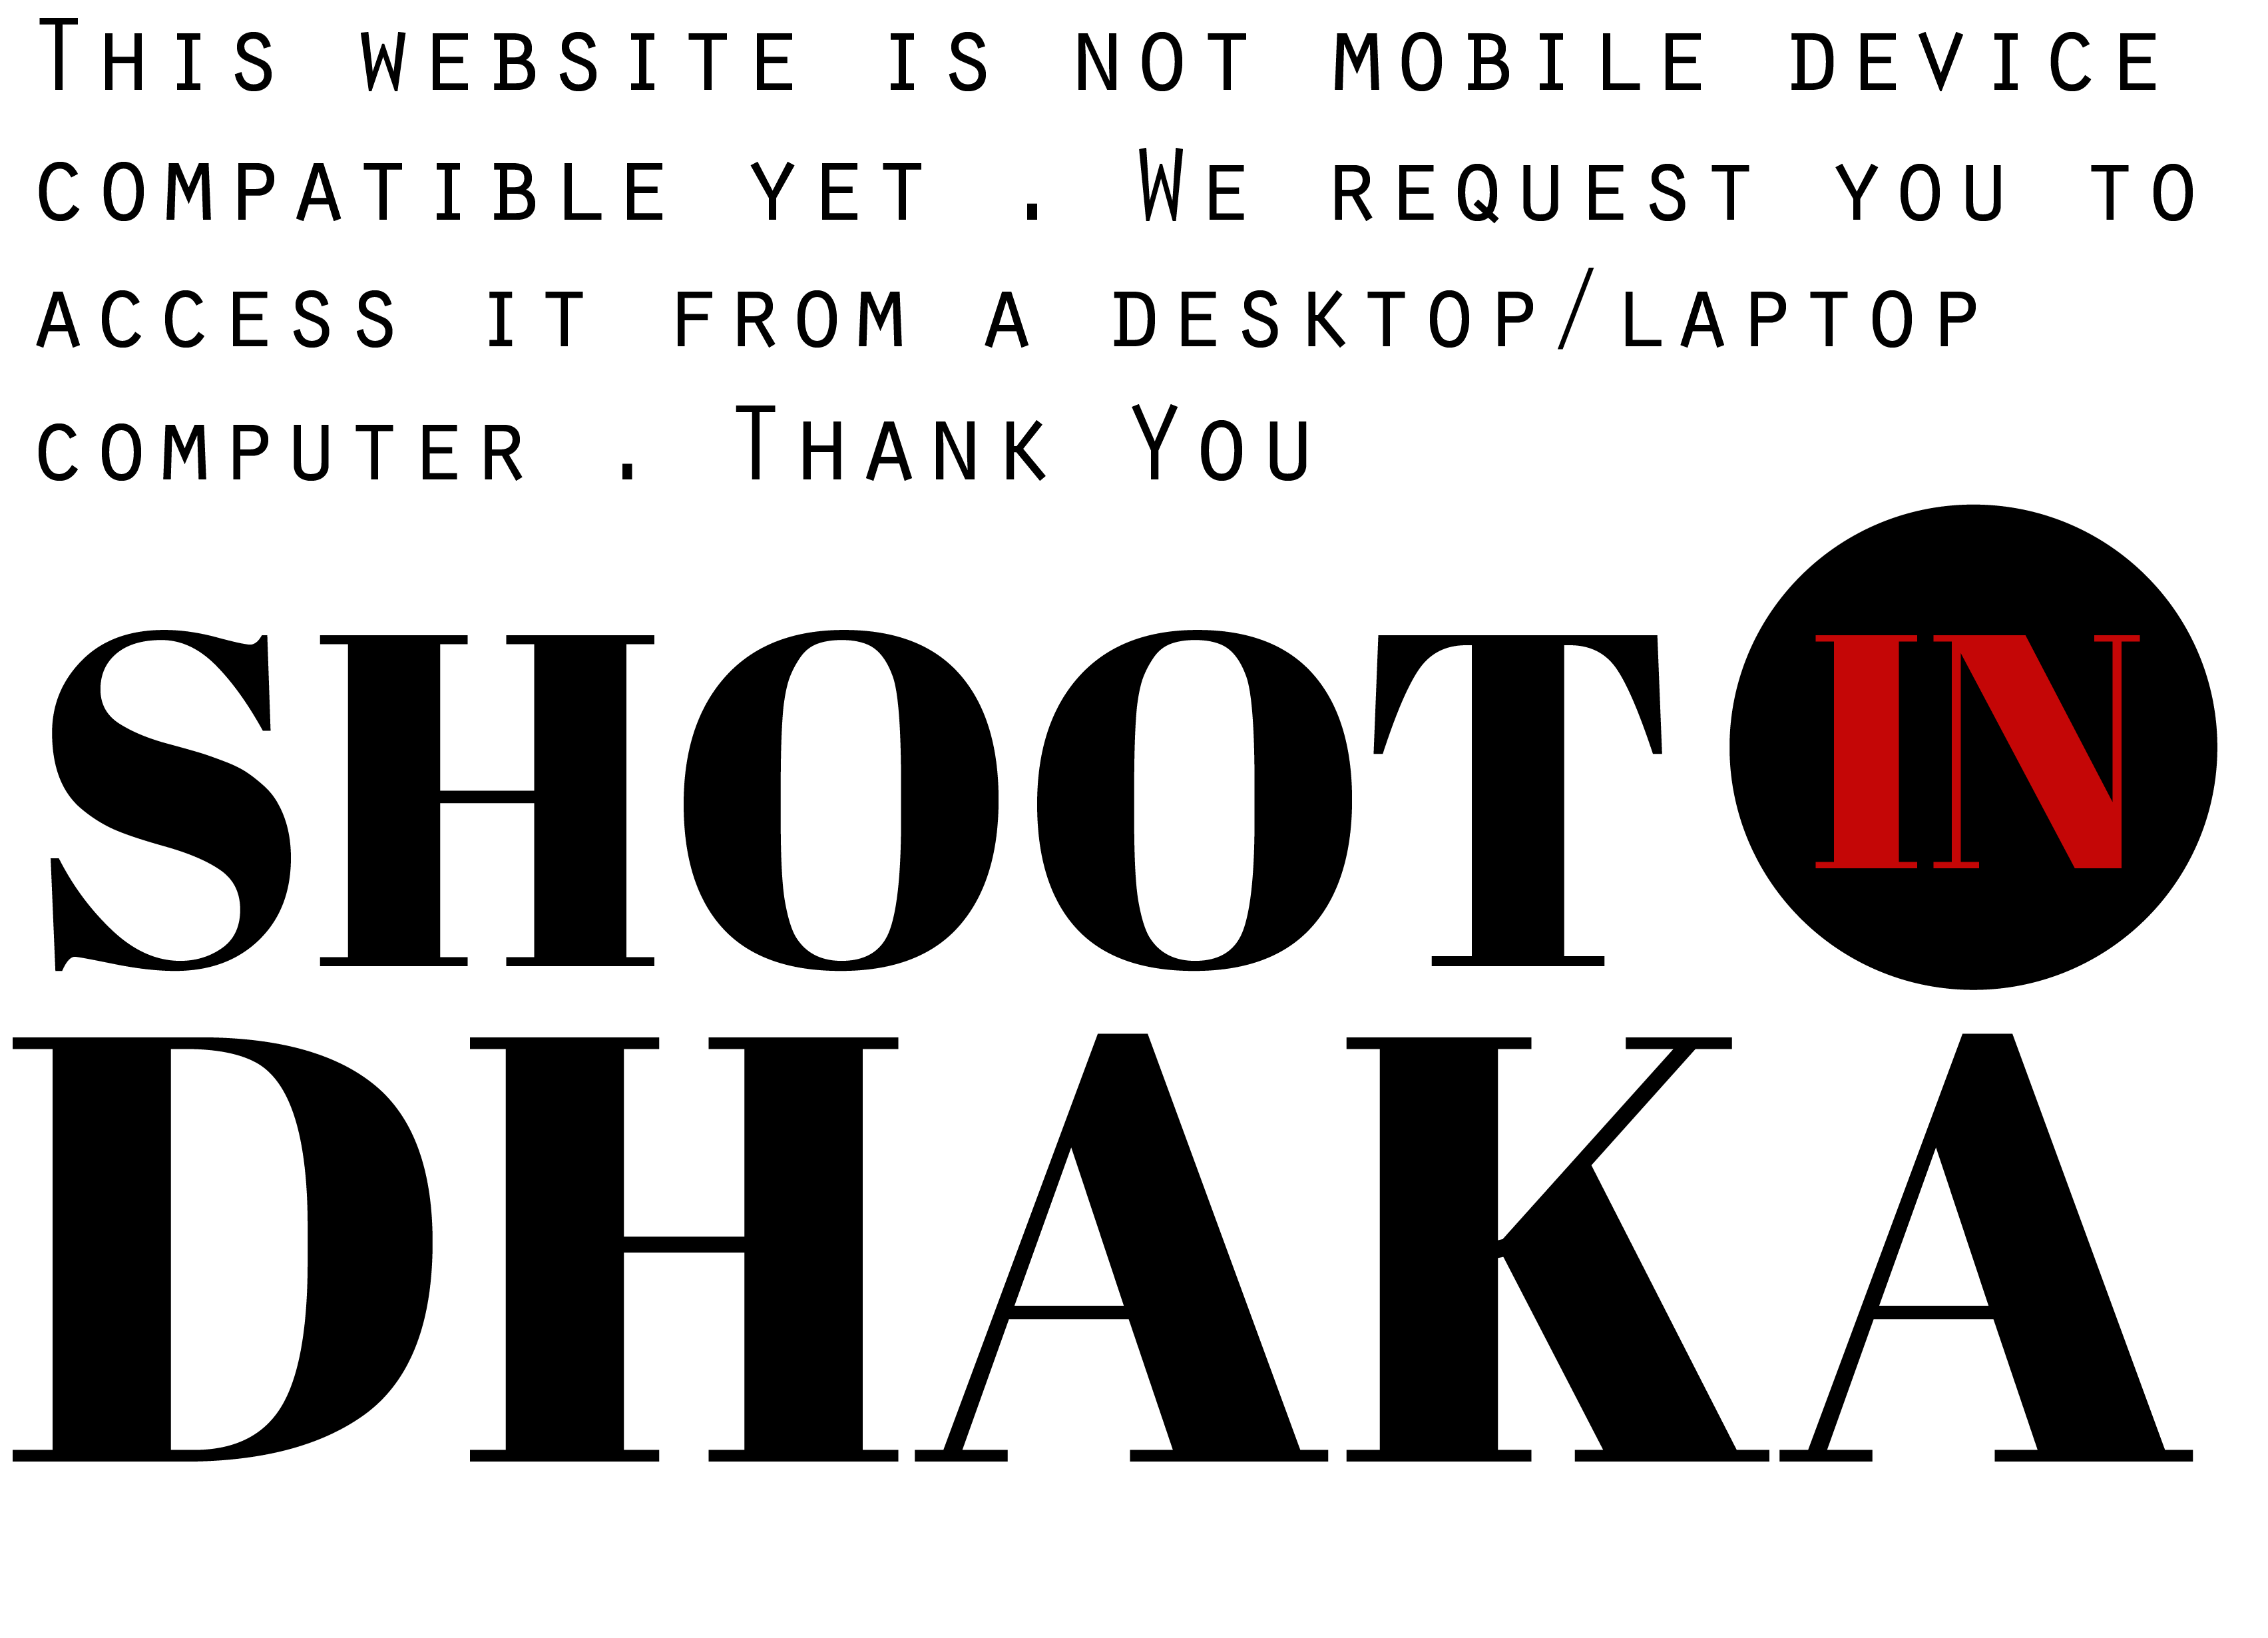 This website is not mobile device
compatible yet . We request you to
access it from a desktop/laptop
computer . Thank You
SHOOT IN
DHAKA